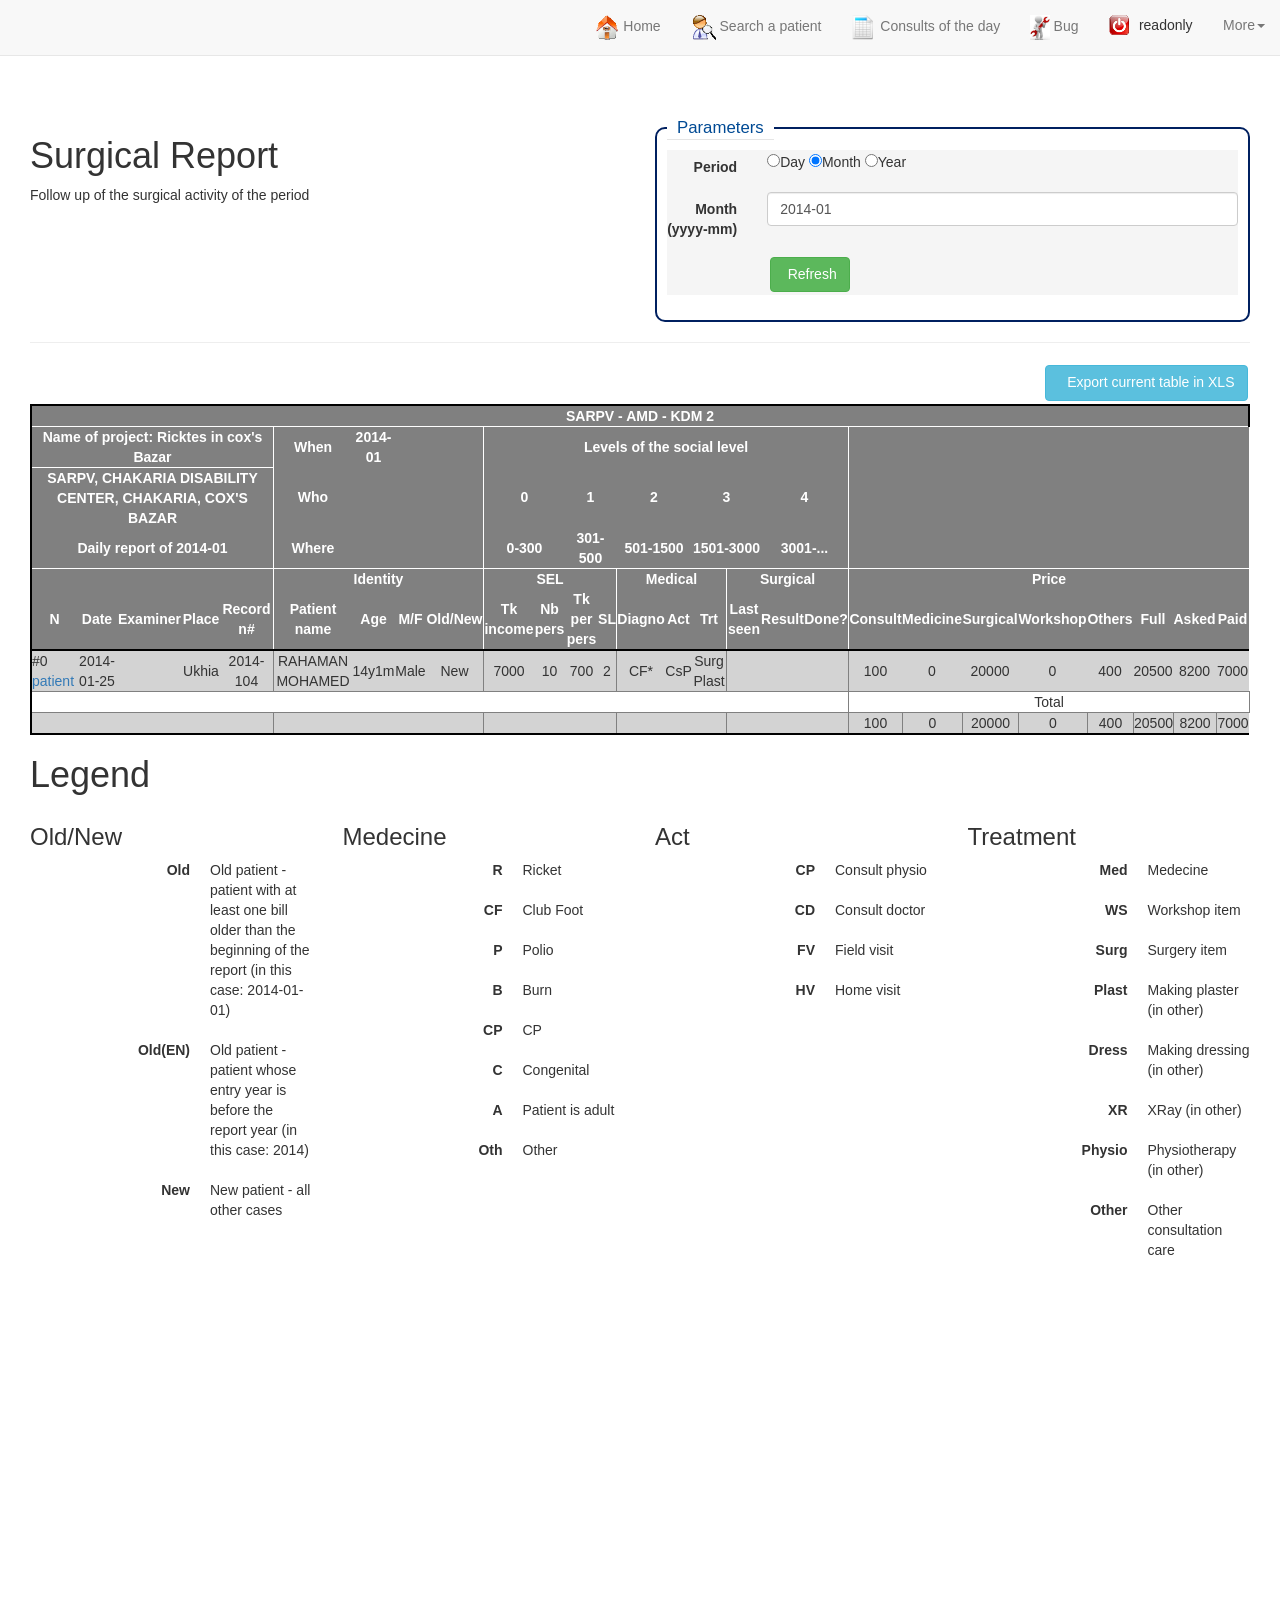 Home Search a patient Consults of the day Bug readonly More
Surgical Report
Follow up of the surgical activity of the period
Parameters
Period Day Month Year
Month (yyyy-mm) 2014-01
Refresh
Export current table in XLS
SARPV - AMD - KDM 2
Name of project: Ricktes in cox's Bazar When 2014-01 Levels of the social level
SARPV, CHAKARIA DISABILITY CENTER, CHAKARIA, COX'S BAZAR Who 0 1 2 3 4
Daily report of 2014-01 Where 0-300 301-500 501-1500 1501-3000 3001-...
Identity SEL Medical Surgical Price
N Date Examiner Place Record n# Patient name Age M/F Old/New Tk income Nb pers Tk per pers SL Diagno Act Trt Last seen Result Done? Consult Medicine Surgical Workshop Others Full Asked Paid
#0 patient 2014-01-25 Ukhia 2014-104 RAHAMAN MOHAMED 14y1m Male New 7000 10 700 2 CF* CsP Surg Plast 100 0 20000 0 400 20500 8200 7000
Total
100 0 20000 0 400 20500 8200 7000
Legend
Old/New
Old Old patient -
patient with at
least one bill
older than the
beginning of the
report (in this
case: 2014-01-
01)
Old(EN) Old patient -
patient whose
entry year is
before the
report year (in
this case: 2014)
New New patient - all
other cases
Medecine
R Ricket
CF Club Foot
P Polio
B Burn
CP CP
C Congenital
A Patient is adult
Oth Other
Act
CP Consult physio
CD Consult doctor
FV Field visit
HV Home visit
Treatment
Med Medecine
WS Workshop item
Surg Surgery item
Plast Making plaster
(in other)
Dress Making dressing
(in other)
XR XRay (in other)
Physio Physiotherapy
(in other)
Other Other
consultation
care